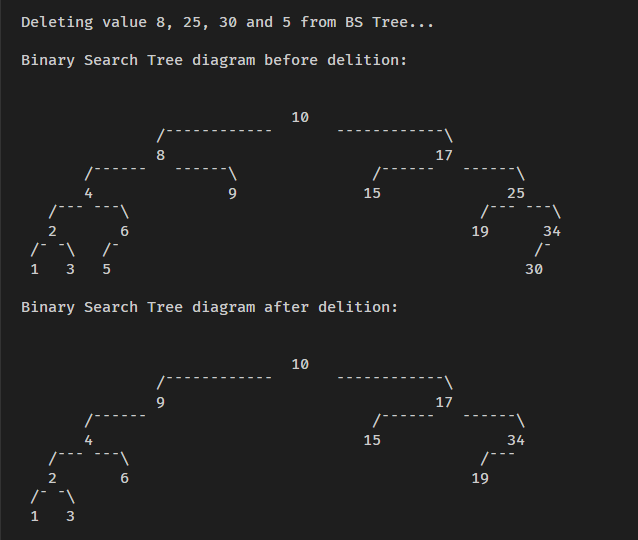 Deleting value 8, 25, 30 and 5 from BS Tree...
Binary Search Tree diagram before delition:
10
8 17
4 9 15 25
2 6 19 34
1 3 5 30
Binary Search Tree diagram after delition:
10
9 17
4 15 34
2 6 19
1 3